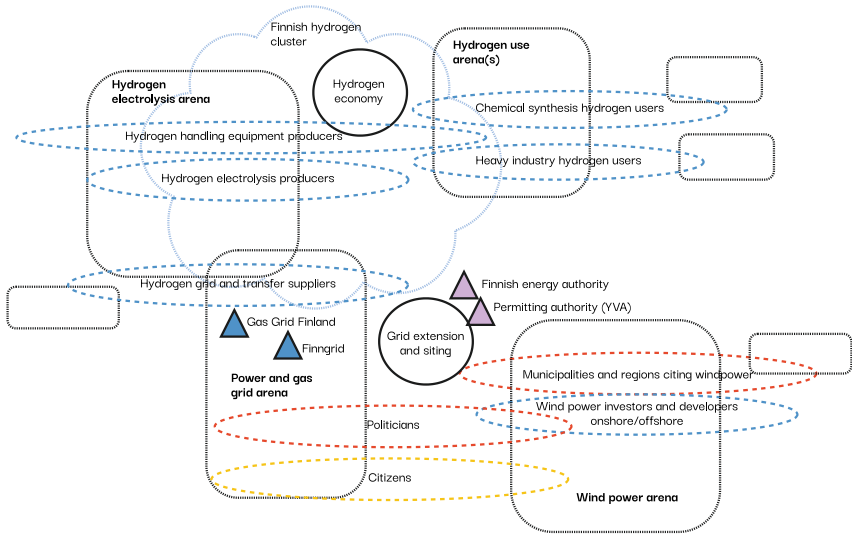 Finnish hydrogen
cluster
Hydrogen use
arena(s)
Hydrogen
electrolysis arena
Hydrogen
economy
Chemical synthesis hydrogen users
Hydrogen handling equipment producers
Heavy industry hydrogen users
Hydrogen electrolysis producers
Hydrogen grid and transfer suppliers
Finnish energy authority
Permitting authority (YVA)
Gas Grid Finland
Finngrid
Grid extension
and siting
Power and gas
grid arena
Municipalities and regions citing windpower
Wind power investors and developers
onshore/offshore
Politicians
Citizens
Wind power arena